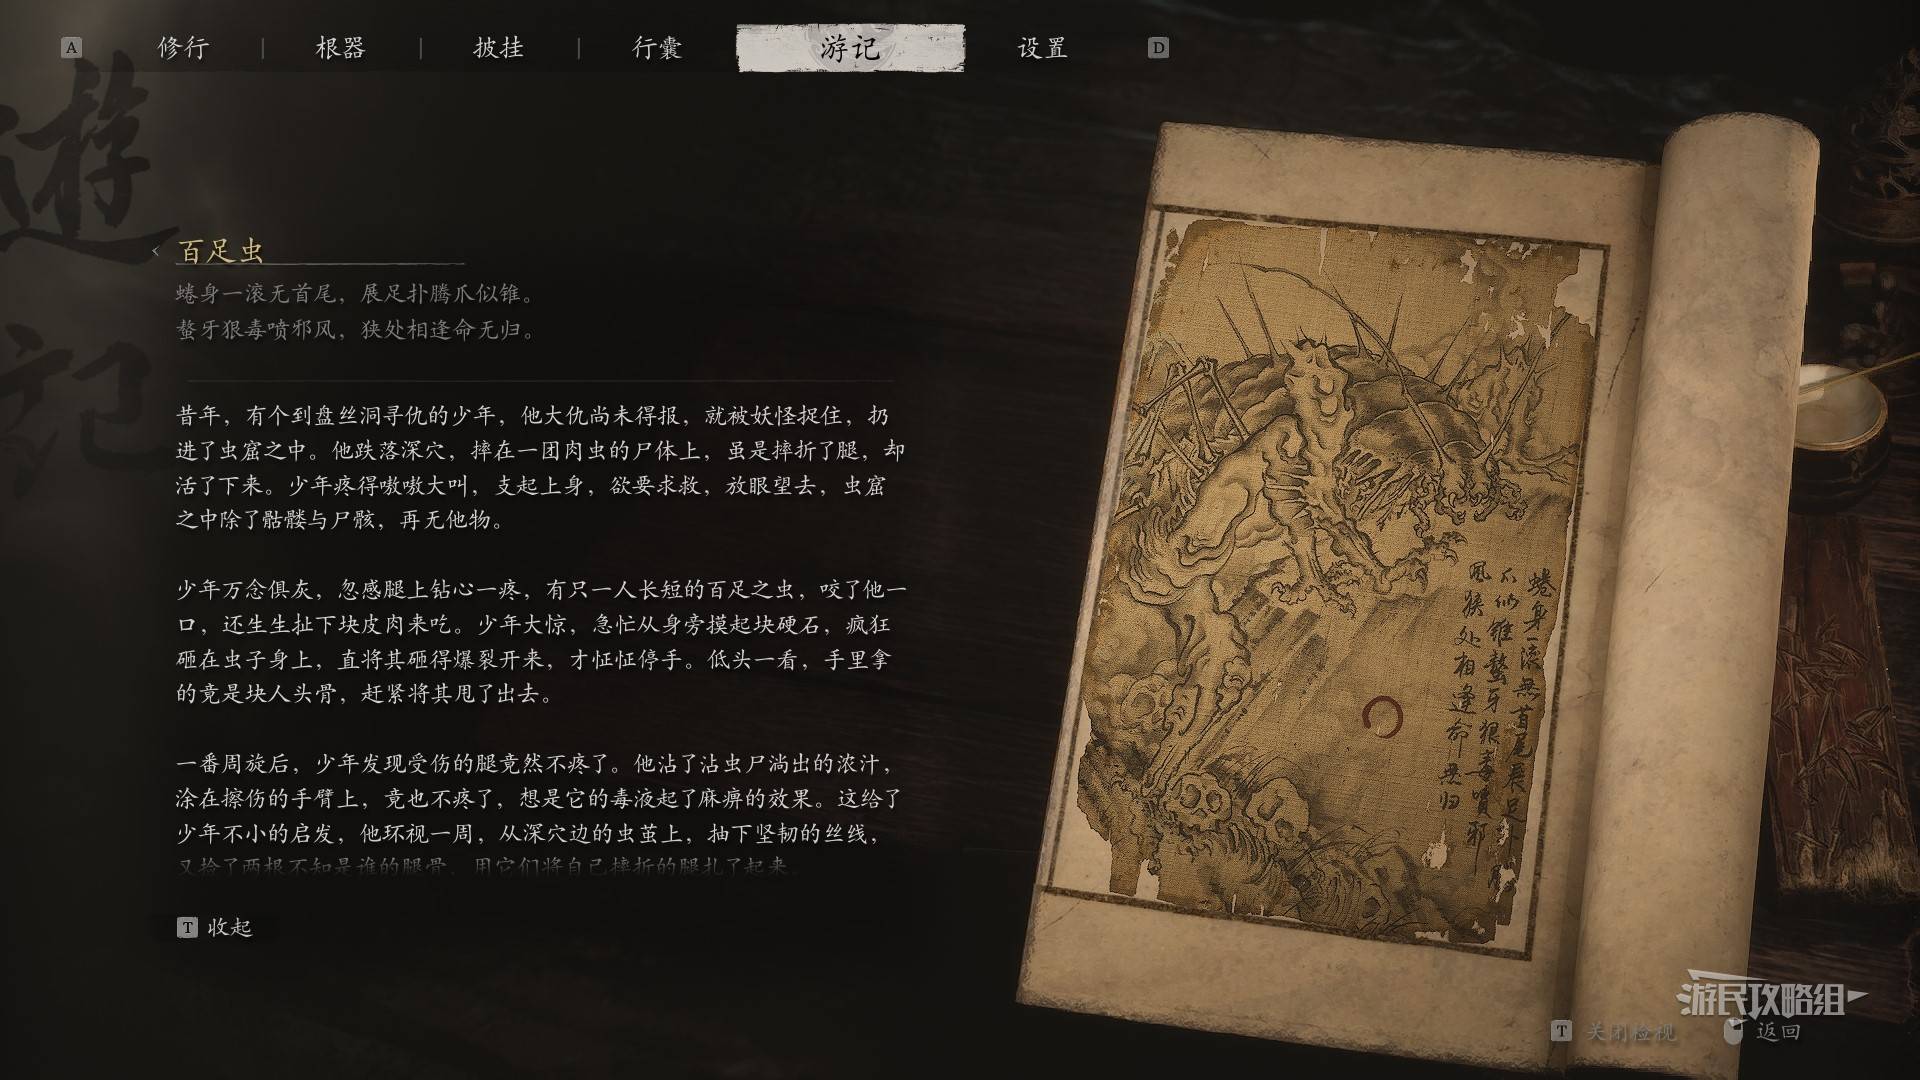 A 修行 | 根器 | 披挂 | 行囊 | 游记 | 设置 D
遊記
百足虫
蜷身一滚无首尾，展足扑腾爪似锥。
螯牙狠毒喷邪风，狭处相逢命无归。
昔年，有个到盘丝洞寻仇的少年，他大仇尚未得报，就被妖怪捉住，扔
进了虫窟之中。他跌落深穴，摔在一团肉虫的尸体上，虽是摔折了腿，却
活了下来。少年疼得嗷嗷大叫，支起上身，欲要求救，放眼望去，虫窟
之中除了骷髅与尸骸，再无他物。
少年万念俱灰，忽感腿上钻心一疼，有只一人长短的百足之虫，咬了他一
口，还生生扯下块皮肉来吃。少年大惊，急忙从身旁摸起块硬石，疯狂
砸在虫子身上，直将其砸得爆裂开来，才怔怔停手。低头一看，手里拿
的竟是块人头骨，赶紧将其甩了出去。
一番周旋后，少年发现受伤的腿竟然不疼了。他沾了沾虫尸淌出的浓汁，
涂在擦伤的手臂上，竟也不疼了，想是它的毒液起了麻痹的效果。这给了
少年不小的启发，他环视一周，从深穴边的虫茧上，抽下坚韧的丝线，
又捡了两根不知是谁的腿骨，用它们将自己摔折的腿扎了起来。
T 收起
蜷身一滚無首尾展足
爪似锥螯牙狠毒噴邪
風狹处相逢命無归
游民攻略组
T 关闭检视 返回